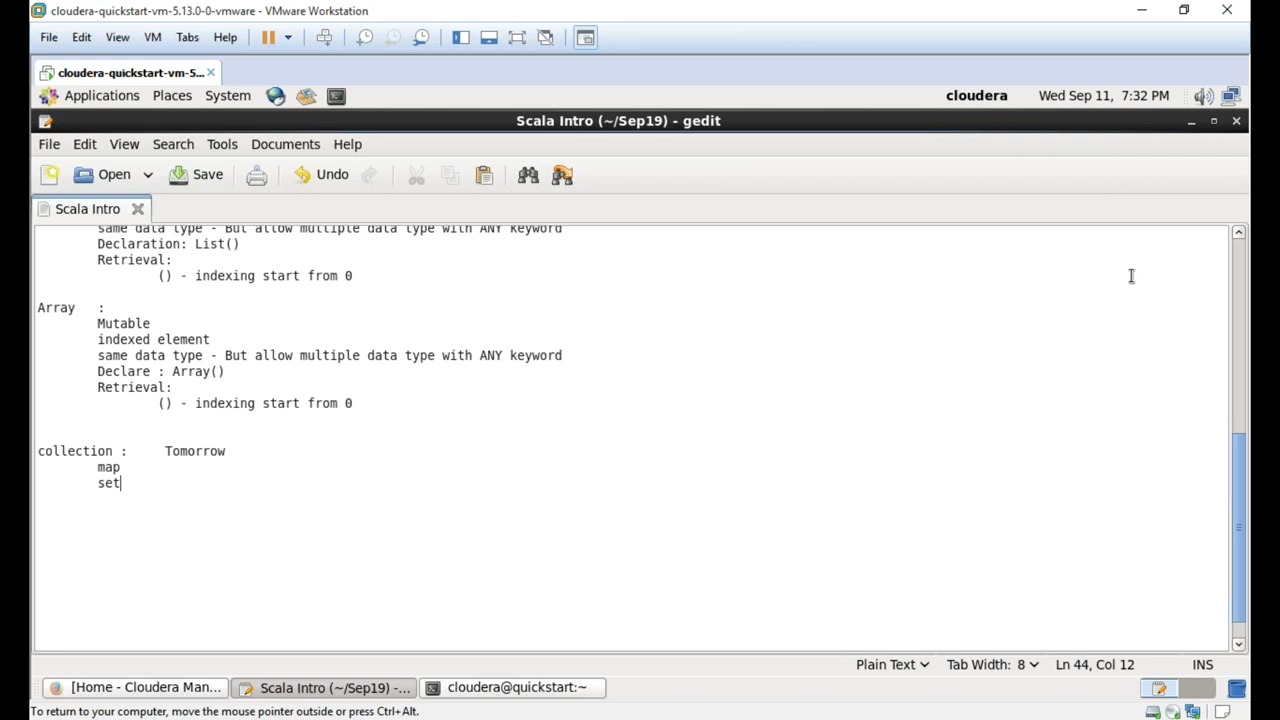 cloudera-quickstart-vm-5.13.0-0-vmware - VMware Workstation
File Edit View VM Tabs Help
cloudera-quickstart-vm-5...
Applications Places System cloudera Wed Sep 11, 7:32 PM
Scala Intro (~/Sep19) - gedit
File Edit View Search Tools Documents Help
Open Save Undo
Scala Intro
same data type - But allow multiple data type with ANY keyword
Declaration: List()
Retrieval:
() - indexing start from 0
Array :
Mutable
indexed element
same data type - But allow multiple data type with ANY keyword
Declare : Array()
Retrieval:
() - indexing start from 0
collection : Tomorrow
map
set
Plain Text Tab Width: 8 Ln 44, Col 12 INS
[Home - Cloudera Man... Scala Intro (~/Sep19) -... cloudera@quickstart:~
To return to your computer, move the mouse pointer outside or press Ctrl+Alt.